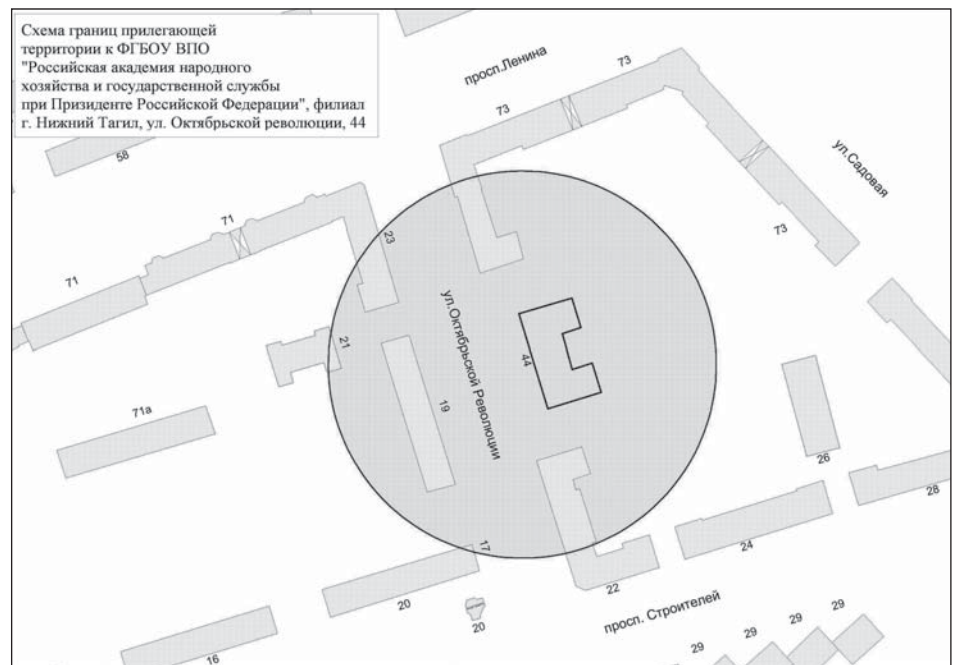 Схема границ прилегающей
территории к ФГБОУ ВПО
"Российская академия народного
хозяйства и государственной службы
при Президенте Российской Федерации", филиал
г. Нижний Тагил, ул. Октябрьской революции, 44
просп.Ленина
73
73
58
ул.Садовая
71
23
73
71
ул.Октябрьской Революции
21
44
19
71а
26
28
17
24
20
22
20
просп. Строителей
29
29
29
29
16